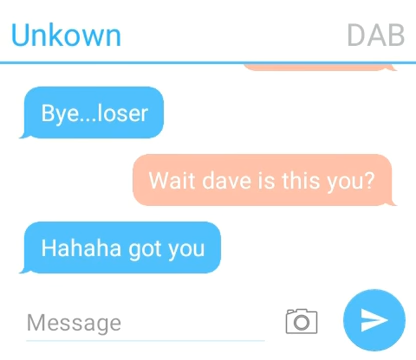 Unkown DAB
Bye...loser
Wait dave is this you?
Hahaha got you
Message